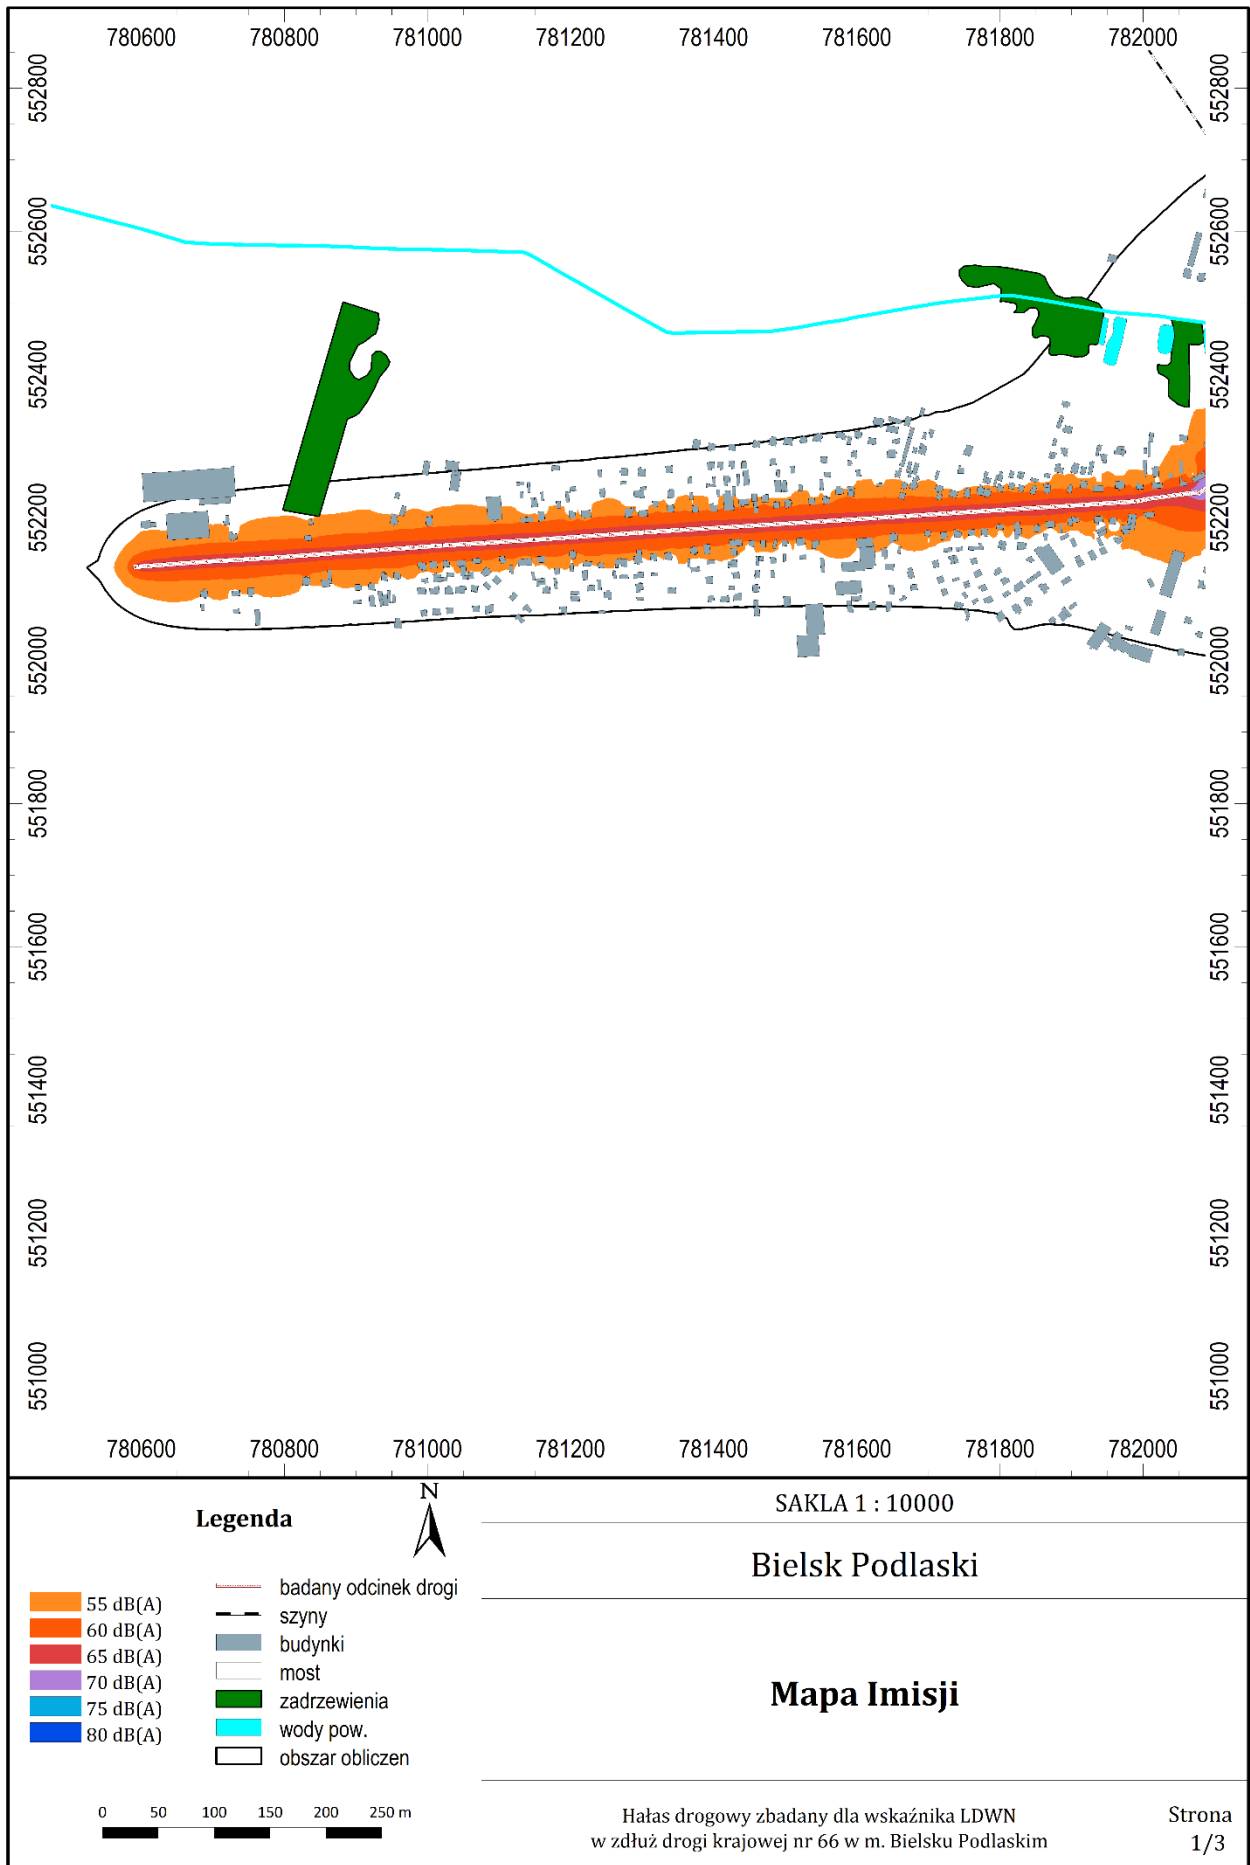 780600 780800 781000 781200 781400 781600 781800 782000
552800 552800
552600 552600
552400 552400
552200 552200
552000 552000
551800 551800
551600 551600
551400 551400
551200 551200
551000 551000
780600 780800 781000 781200 781400 781600 781800 782000
Legenda
N
55 dB(A)
60 dB(A)
65 dB(A)
70 dB(A)
75 dB(A)
80 dB(A)
badany odcinek drogi
szyny
budynki
most
zadrzewienia
wody pow.
obszar obliczen
0 50 100 150 200 250 m
SAKLA 1 : 10000
Bielsk Podlaski
Mapa Imisji
Hałas drogowy zbadany dla wskaźnika LDWN
w zdłuż drogi krajowej nr 66 w m. Bielsku Podlaskim
Strona
1/3